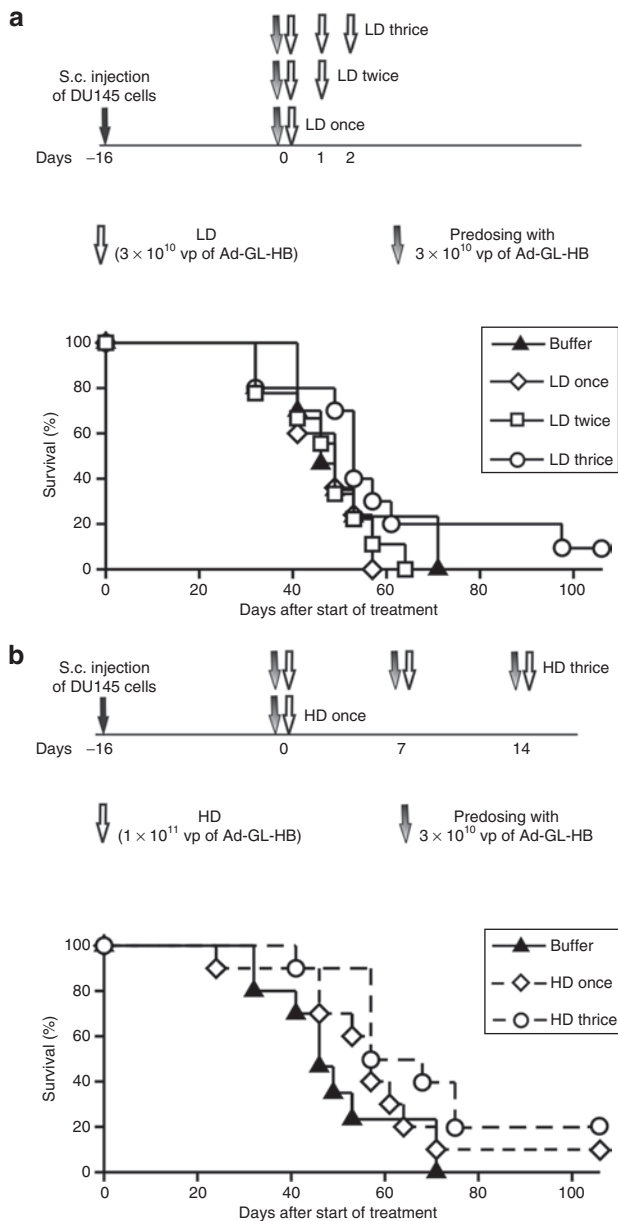 a
LD thrice
S.c. injection
of DU145 cells
LD twice
LD once
Days −16 0 1 2
LD
(3 × 10¹⁰ vp of Ad-GL-HB)
Predosing with
3 × 10¹⁰ vp of Ad-GL-HB
100
80
60
40
20
0
Survival (%)
0 20 40 60 80 100
Days after start of treatment
Buffer
LD once
LD twice
LD thrice
b
S.c. injection
of DU145 cells
HD thrice
HD once
Days −16 0 7 14
HD
(1 × 10¹¹ vp of Ad-GL-HB)
Predosing with
3 × 10¹⁰ vp of Ad-GL-HB
100
80
60
40
20
0
Survival (%)
0 20 40 60 80 100
Days after start of treatment
Buffer
HD once
HD thrice